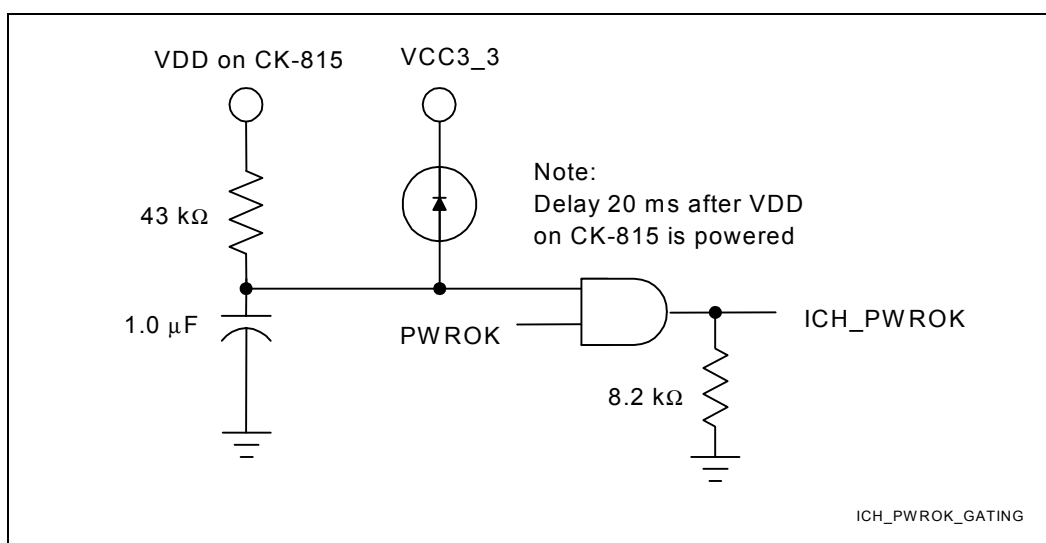 VDD on CK-815
VCC3_3
Note:
Delay 20 ms after VDD
on CK-815 is powered
43 kΩ
1.0 μF
PWROK
ICH_PWROK
8.2 kΩ
ICH_PWROK_GATING